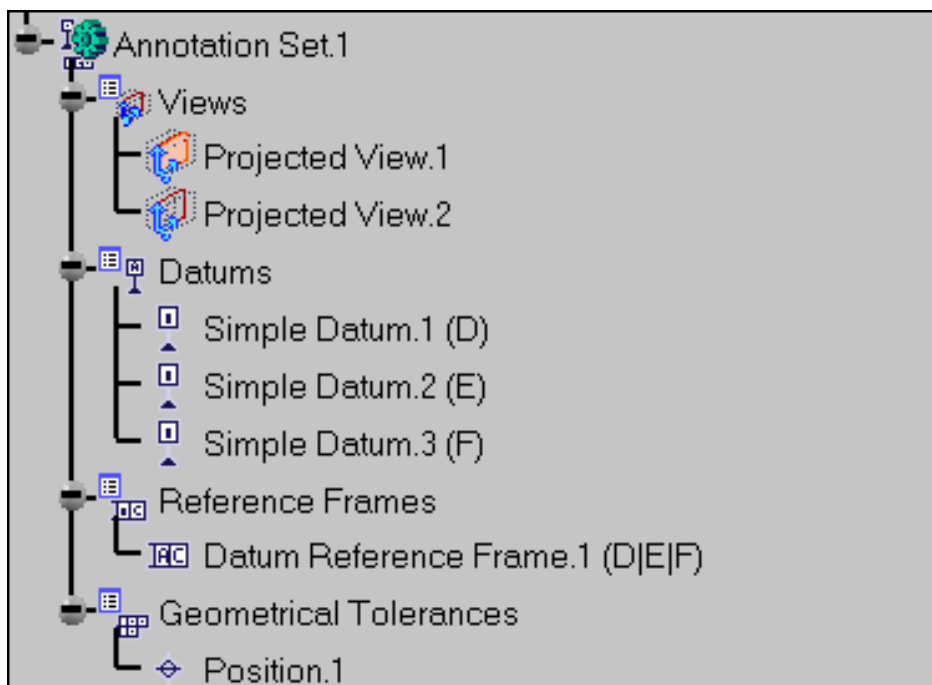 Annotation Set.1
Views
Projected View.1
Projected View.2
Datums
Simple Datum.1 (D)
Simple Datum.2 (E)
Simple Datum.3 (F)
Reference Frames
Datum Reference Frame.1 (D|E|F)
Geometrical Tolerances
Position.1